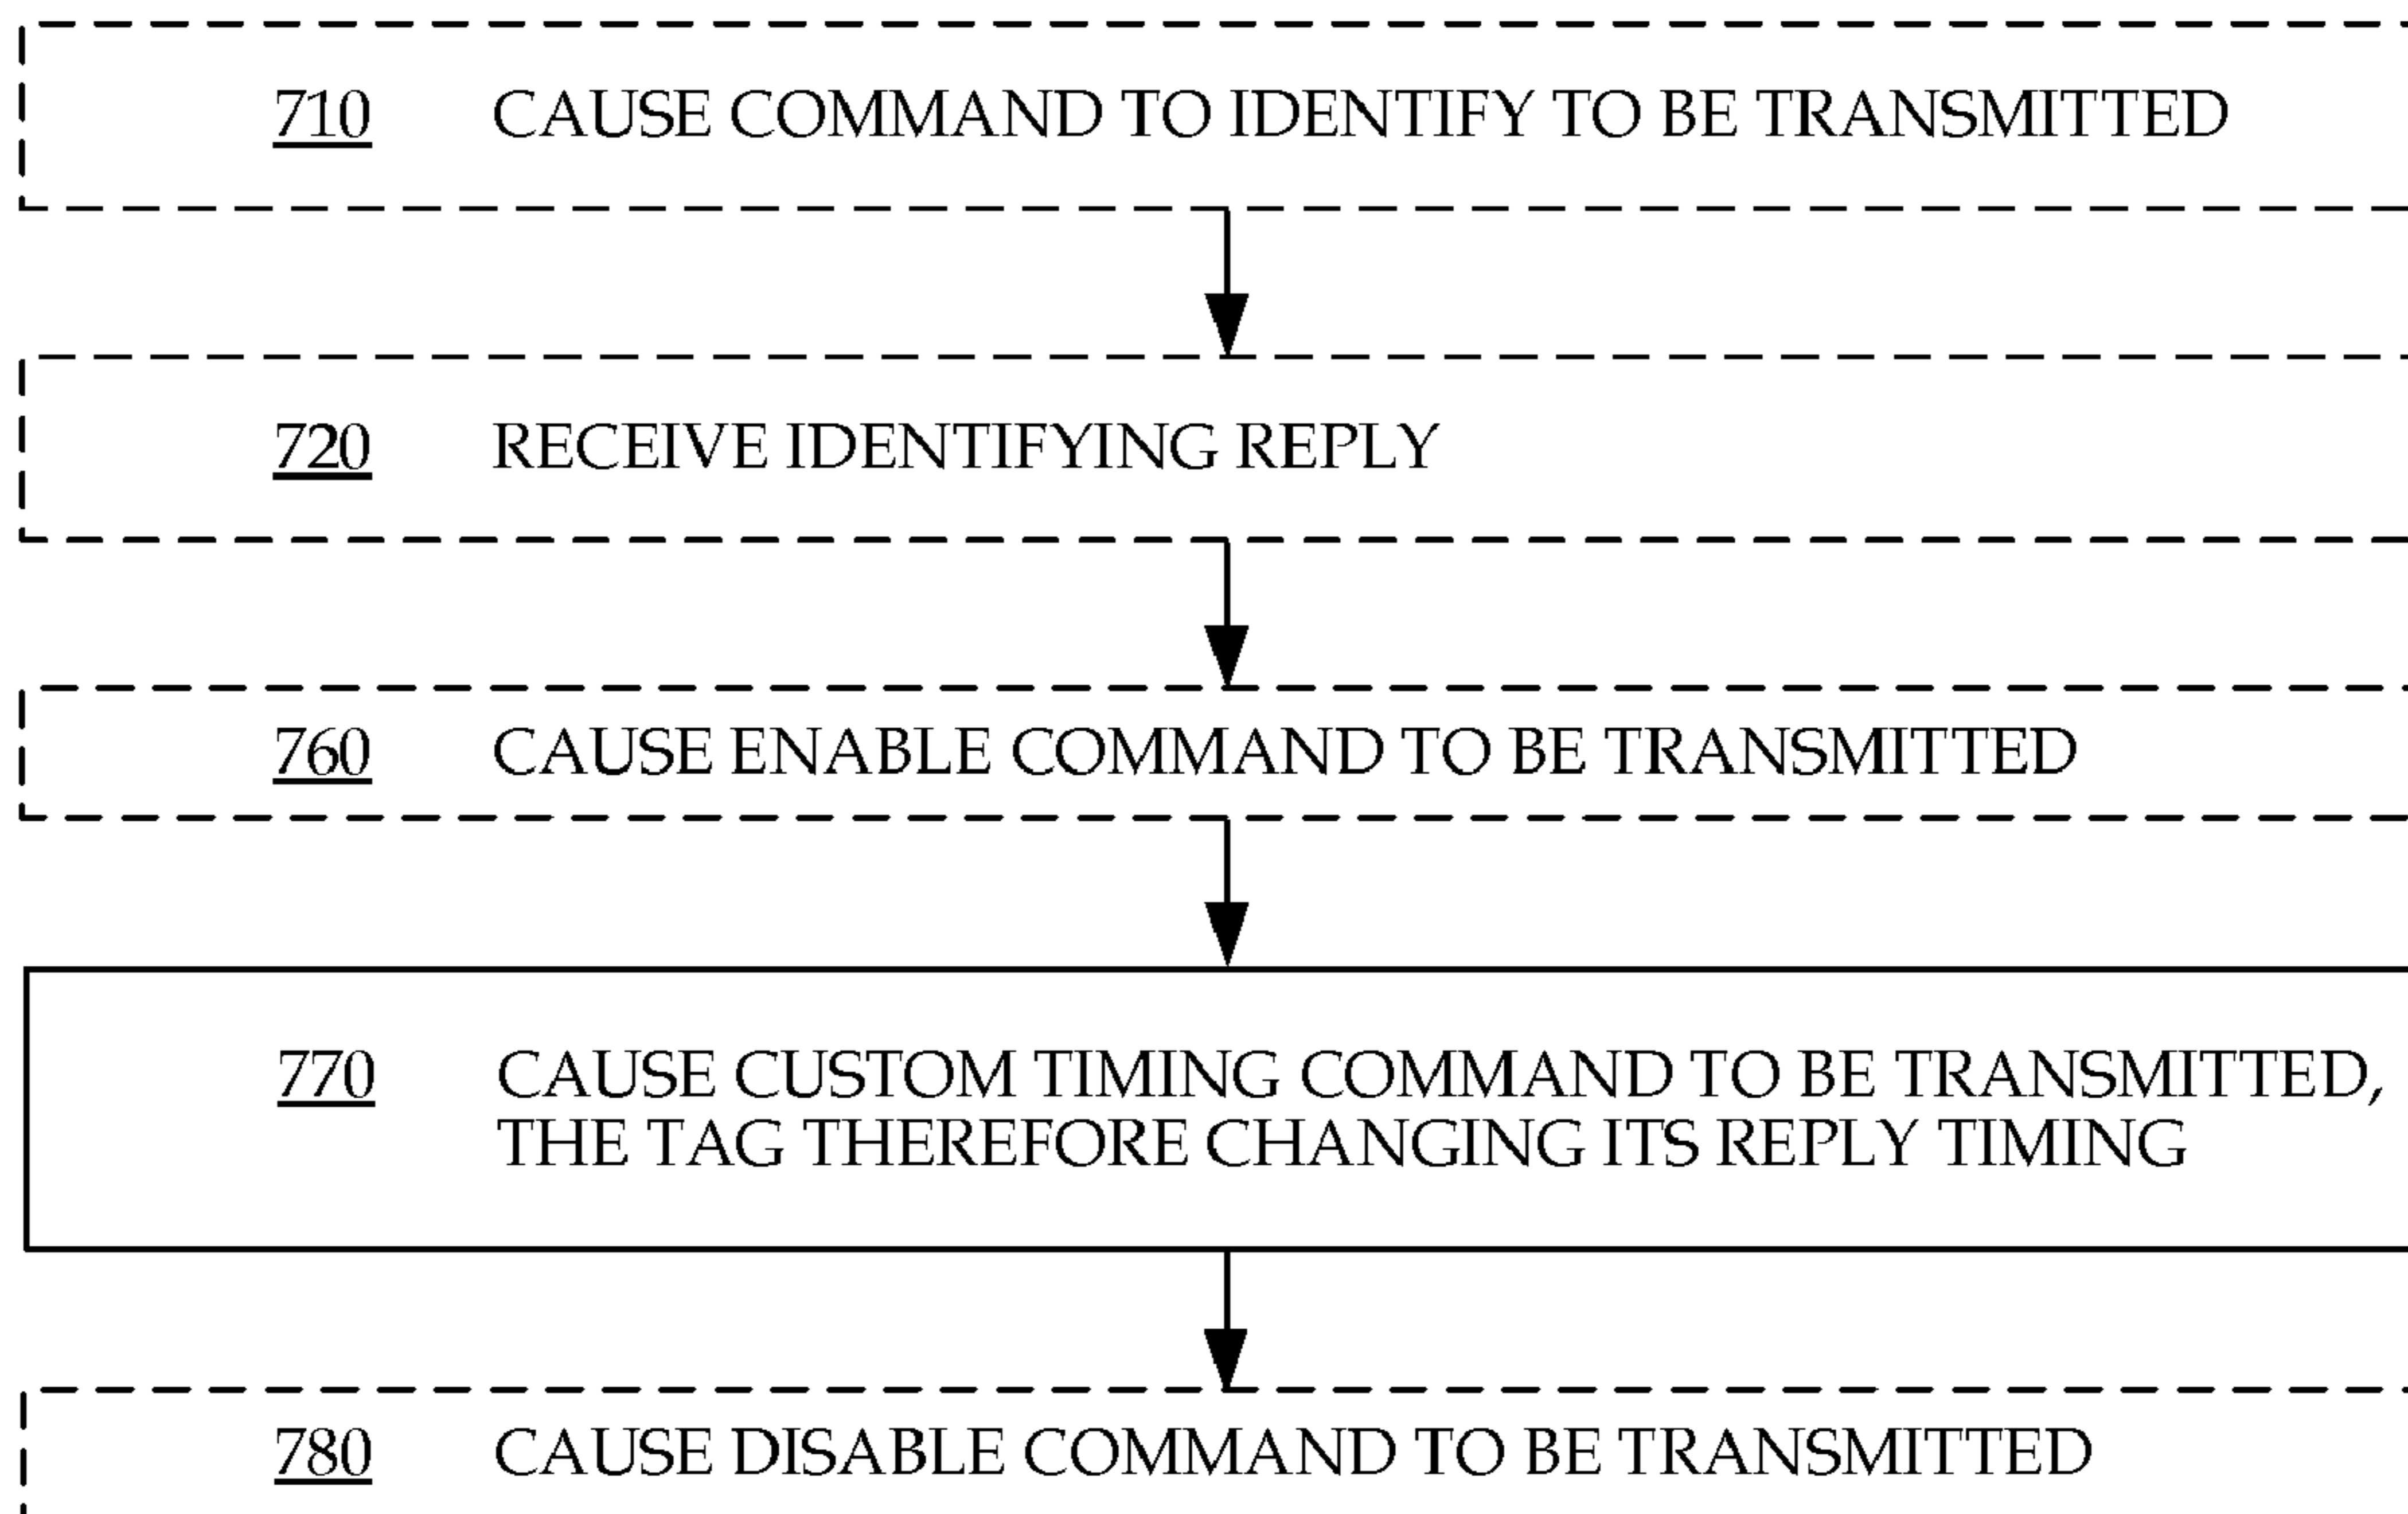 710 CAUSE COMMAND TO IDENTIFY TO BE TRANSMITTED
720 RECEIVE IDENTIFYING REPLY
760 CAUSE ENABLE COMMAND TO BE TRANSMITTED
770 CAUSE CUSTOM TIMING COMMAND TO BE TRANSMITTED,
THE TAG THEREFORE CHANGING ITS REPLY TIMING
780 CAUSE DISABLE COMMAND TO BE TRANSMITTED